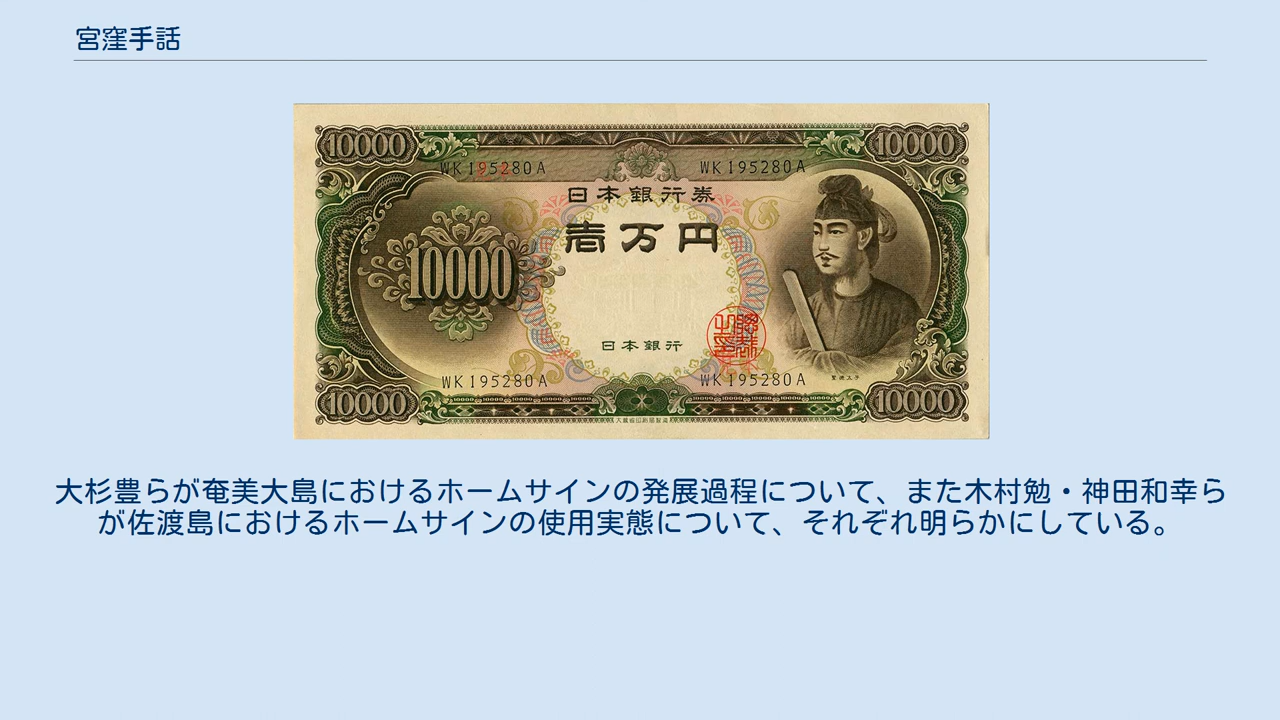 宮窪手話
10000 10000
WK195280A WK195280A
日本銀行券
壱万円
10000
日本銀行
WK195280A WK195280A
聖徳太子
10000 10000
大杉豊らが奄美大島におけるホームサインの発展過程について、また木村勉・神田和幸ら
が佐渡島におけるホームサインの使用実態について、それぞれ明らかにしている。